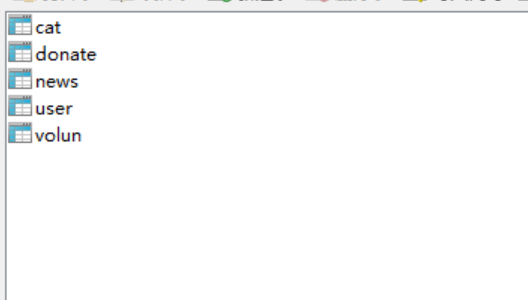 cat
donate
news
user
volun